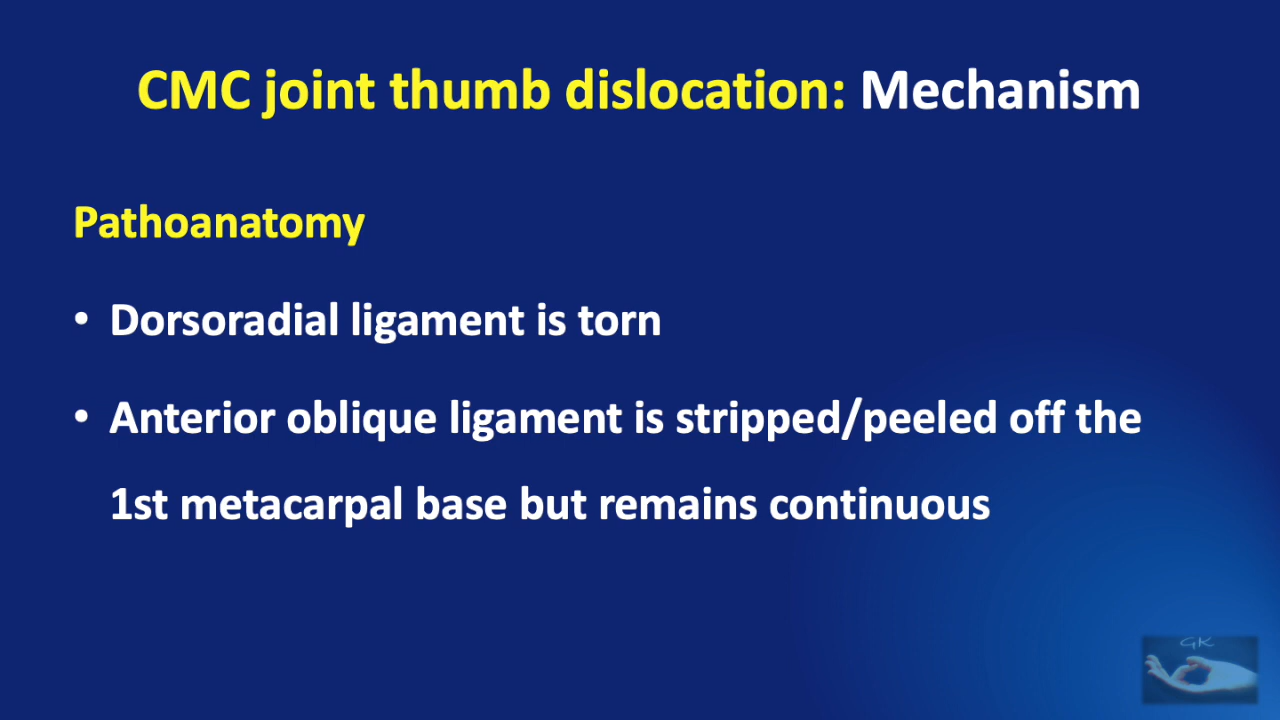 CMC joint thumb dislocation: Mechanism
Pathoanatomy
• Dorsoradial ligament is torn
• Anterior oblique ligament is stripped/peeled off the
1st metacarpal base but remains continuous
GK